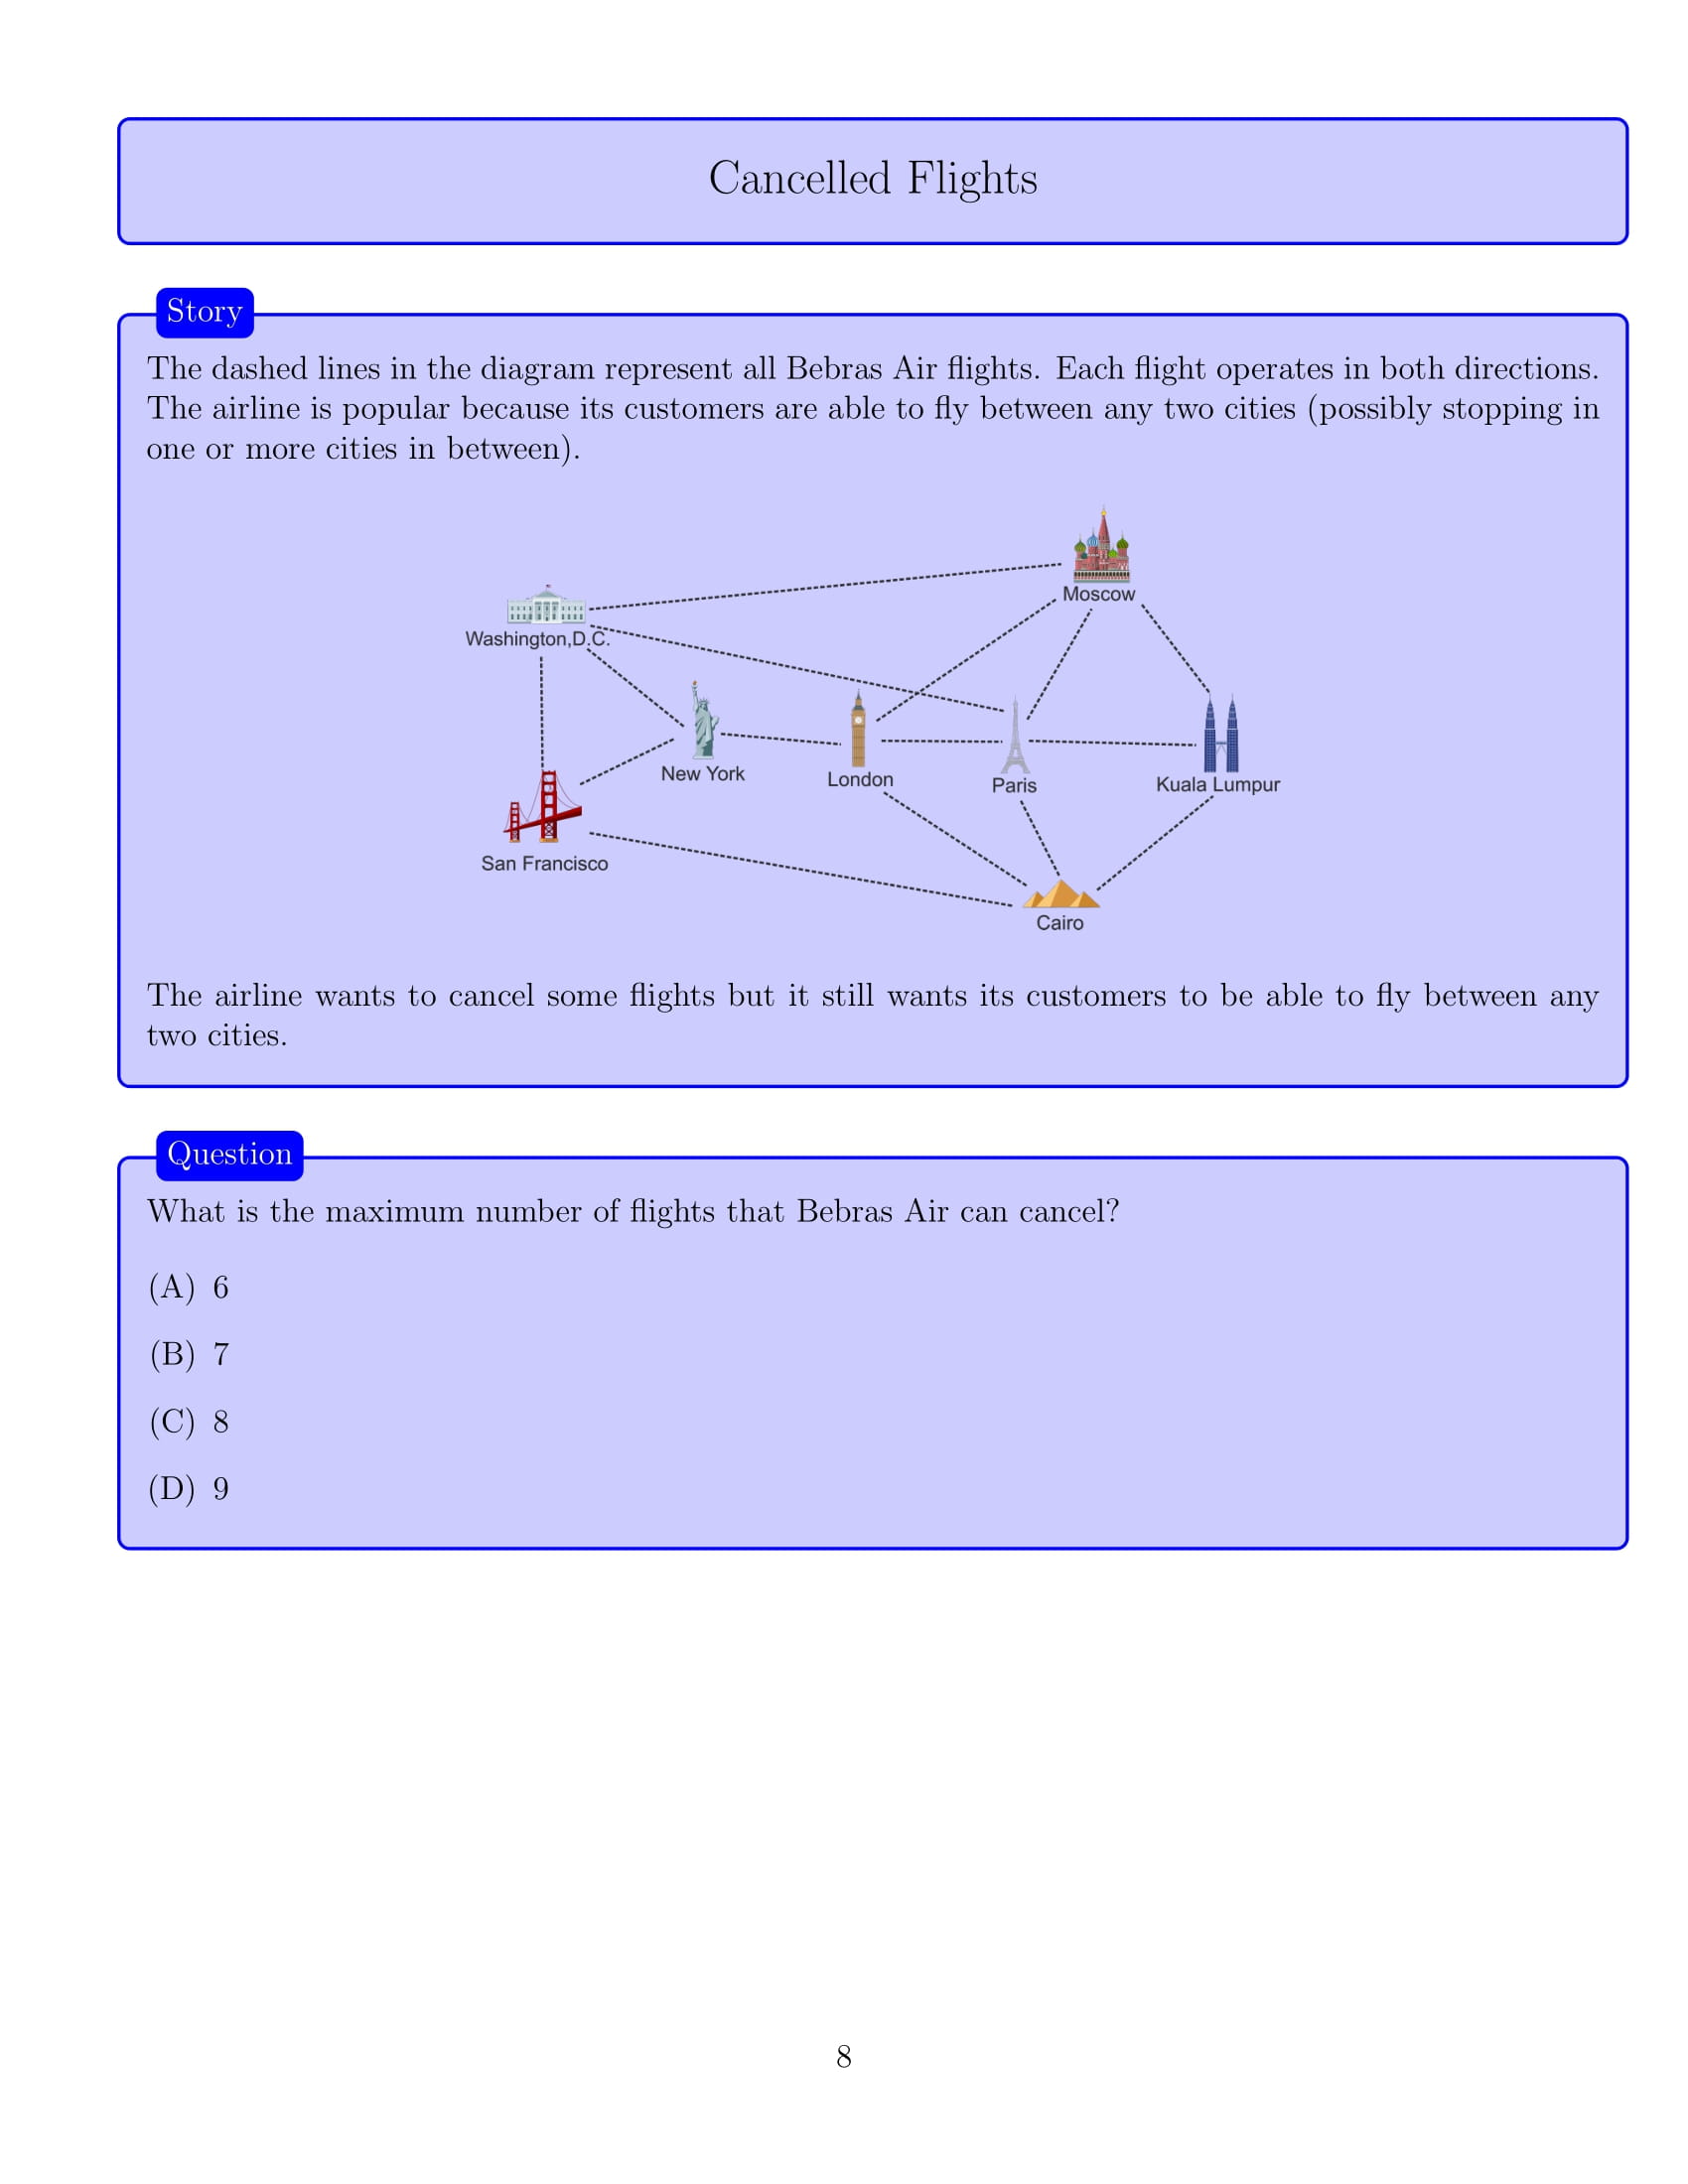 Cancelled Flights
Story
The dashed lines in the diagram represent all Bebras Air flights. Each flight operates in both directions.
The airline is popular because its customers are able to fly between any two cities (possibly stopping in
one or more cities in between).
Moscow
Washington,D.C.
New York
London
Paris
Kuala Lumpur
San Francisco
Cairo
The airline wants to cancel some flights but it still wants its customers to be able to fly between any
two cities.
Question
What is the maximum number of flights that Bebras Air can cancel?
(A) 6
(B) 7
(C) 8
(D) 9
8